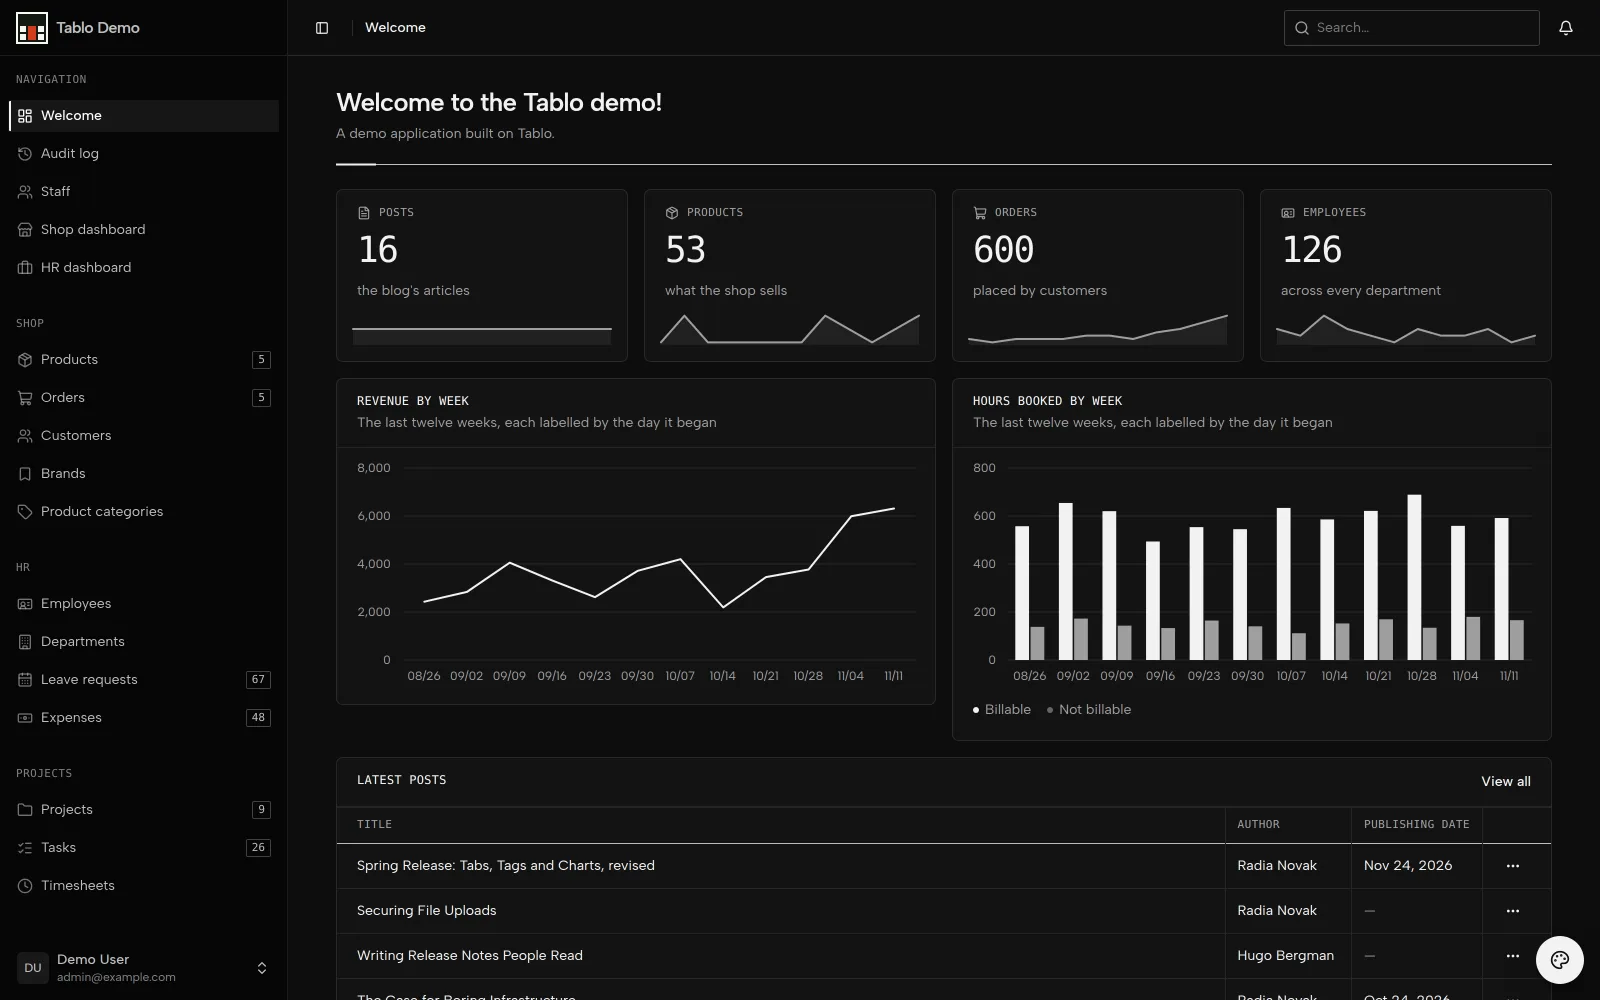 Tablo Demo
Welcome
Search...
NAVIGATION
Welcome
Audit log
Staff
Shop dashboard
HR dashboard
SHOP
Products 5
Orders 5
Customers
Brands
Product categories
HR
Employees
Departments
Leave requests 67
Expenses 48
PROJECTS
Projects 9
Tasks 26
Timesheets
DU
Demo User
admin@example.com
Welcome to the Tablo demo!
A demo application built on Tablo.
POSTS
16
the blog's articles
PRODUCTS
53
what the shop sells
ORDERS
600
placed by customers
EMPLOYEES
126
across every department
REVENUE BY WEEK
The last twelve weeks, each labelled by the day it began
8,000
6,000
4,000
2,000
0
08/26 09/02 09/09 09/16 09/23 09/30 10/07 10/14 10/21 10/28 11/04 11/11
HOURS BOOKED BY WEEK
The last twelve weeks, each labelled by the day it began
800
600
400
200
0
08/26 09/02 09/09 09/16 09/23 09/30 10/07 10/14 10/21 10/28 11/04 11/11
Billable Not billable
LATEST POSTS View all
TITLE AUTHOR PUBLISHING DATE
Spring Release: Tabs, Tags and Charts, revised Radia Novak Nov 24, 2026
Securing File Uploads Radia Novak —
Writing Release Notes People Read Hugo Bergman —
The Case for Boring Infrastructure Radia Novak Oct 24, 2026